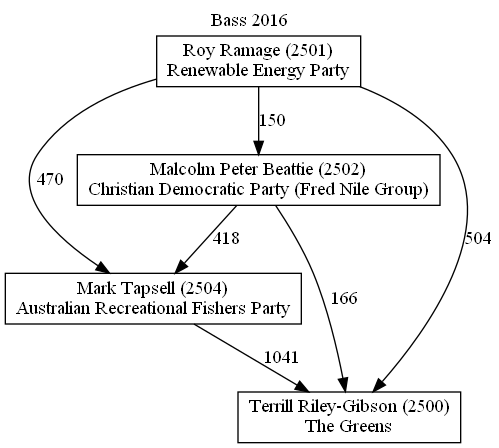 Bass 2016
Roy Ramage (2501)
Renewable Energy Party
150
Malcolm Peter Beattie (2502)
Christian Democratic Party (Fred Nile Group)
470
418
504
Mark Tapsell (2504)
Australian Recreational Fishers Party
166
1041
Terrill Riley-Gibson (2500)
The Greens